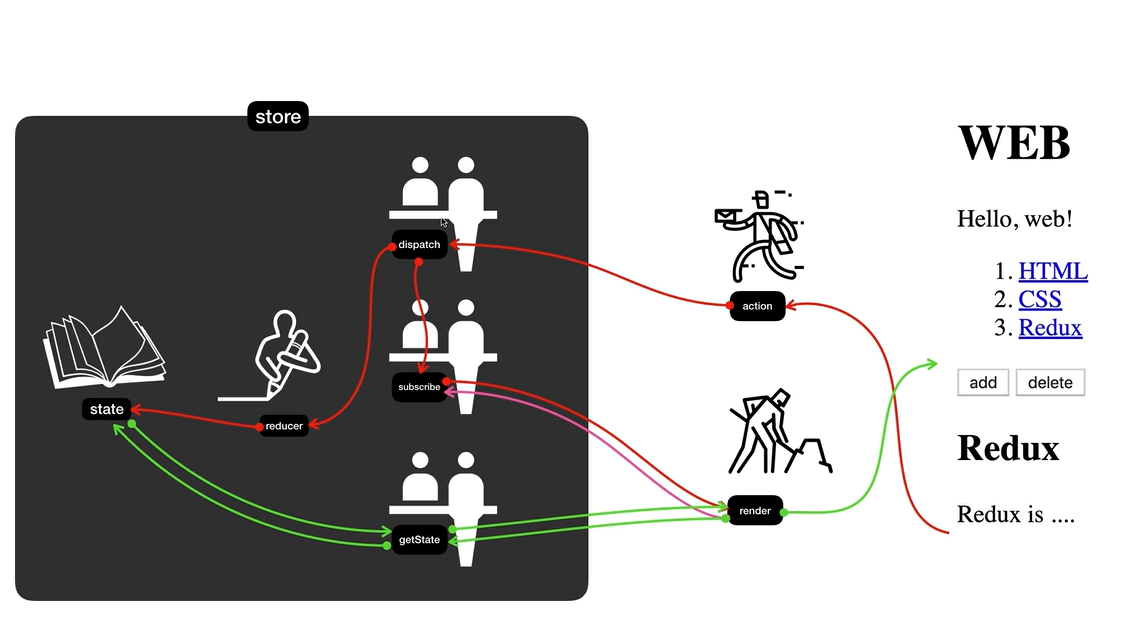 store
dispatch
subscribe
getState
state
reducer
action
render
WEB
Hello, web!
1. HTML
2. CSS
3. Redux
add delete
Redux
Redux is ....